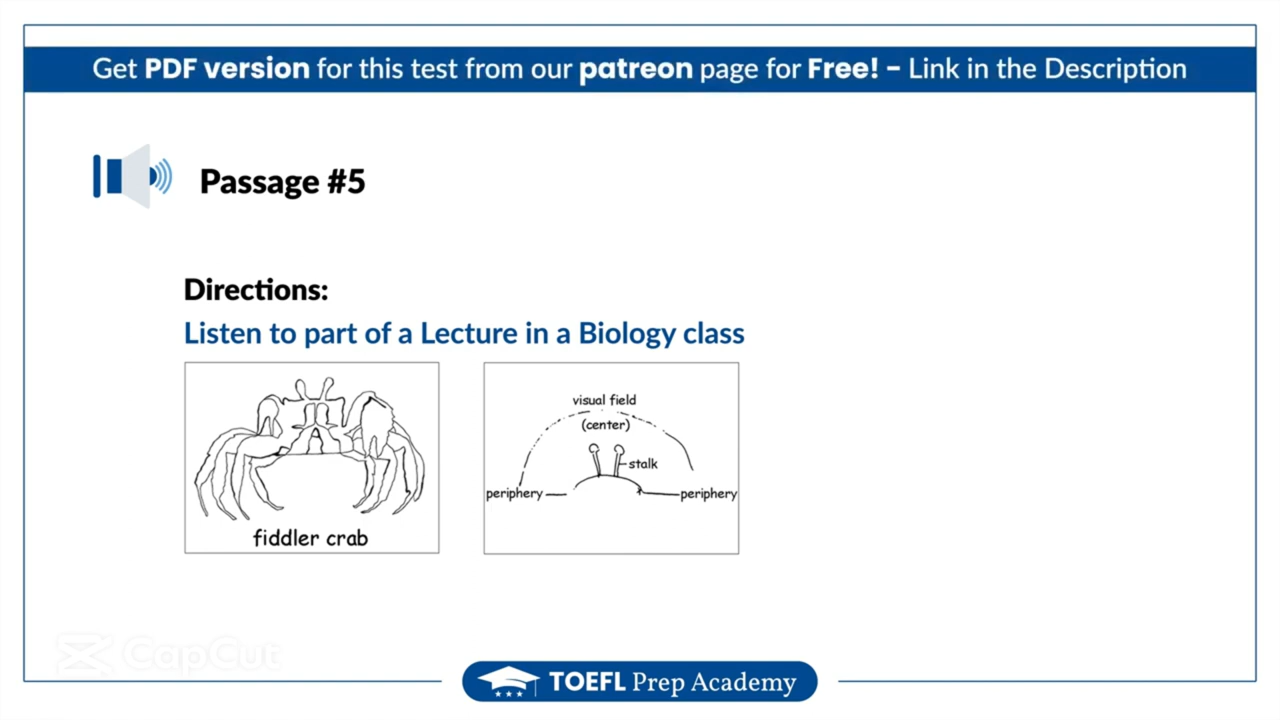 Get PDF version for this test from our patreon page for Free! – Link in the Description
Passage #5
Directions:
Listen to part of a Lecture in a Biology class
fiddler crab
visual field
(center)
stalk
periphery
periphery
CapCut
TOEFL Prep Academy